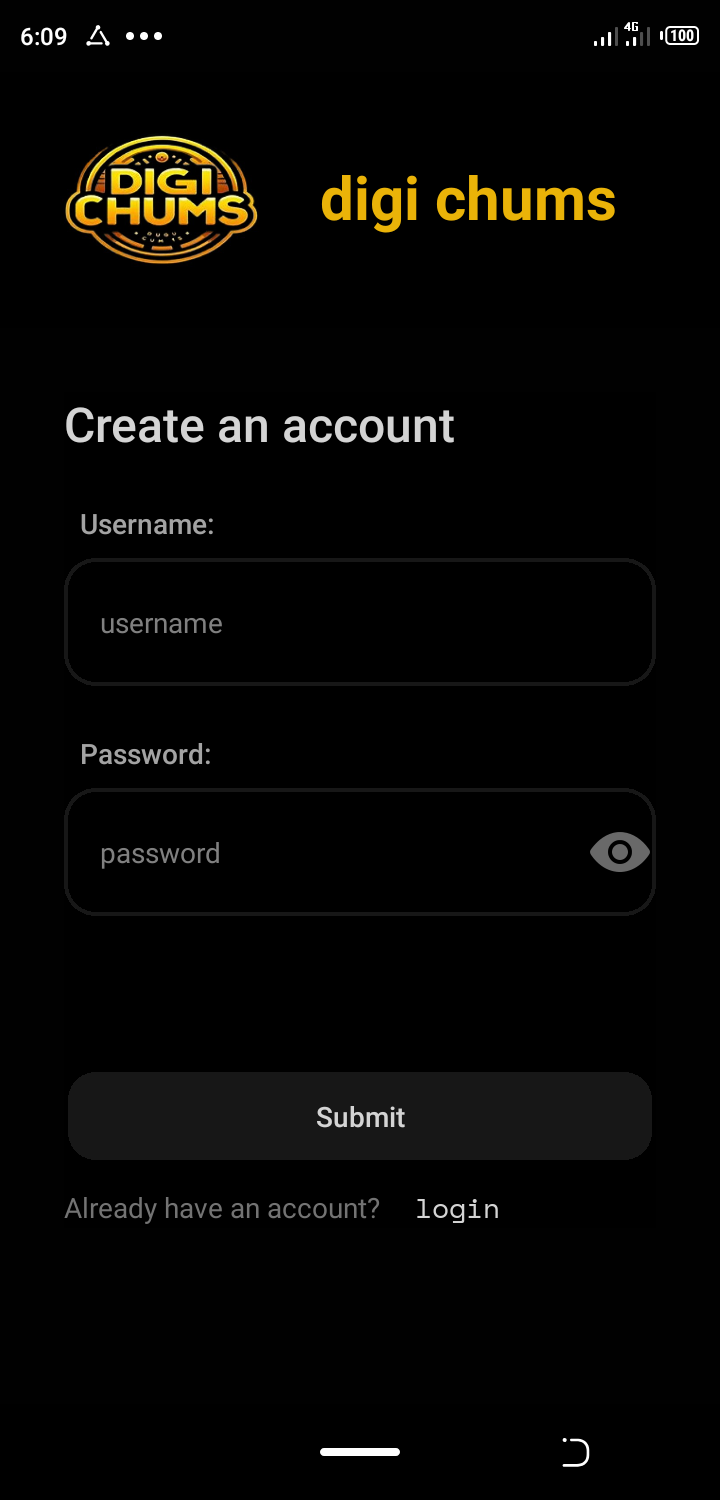 6:09
4G
100
DIGI
CHUMS
digi chums
Create an account
Username:
username
Password:
password
Submit
Already have an account? login